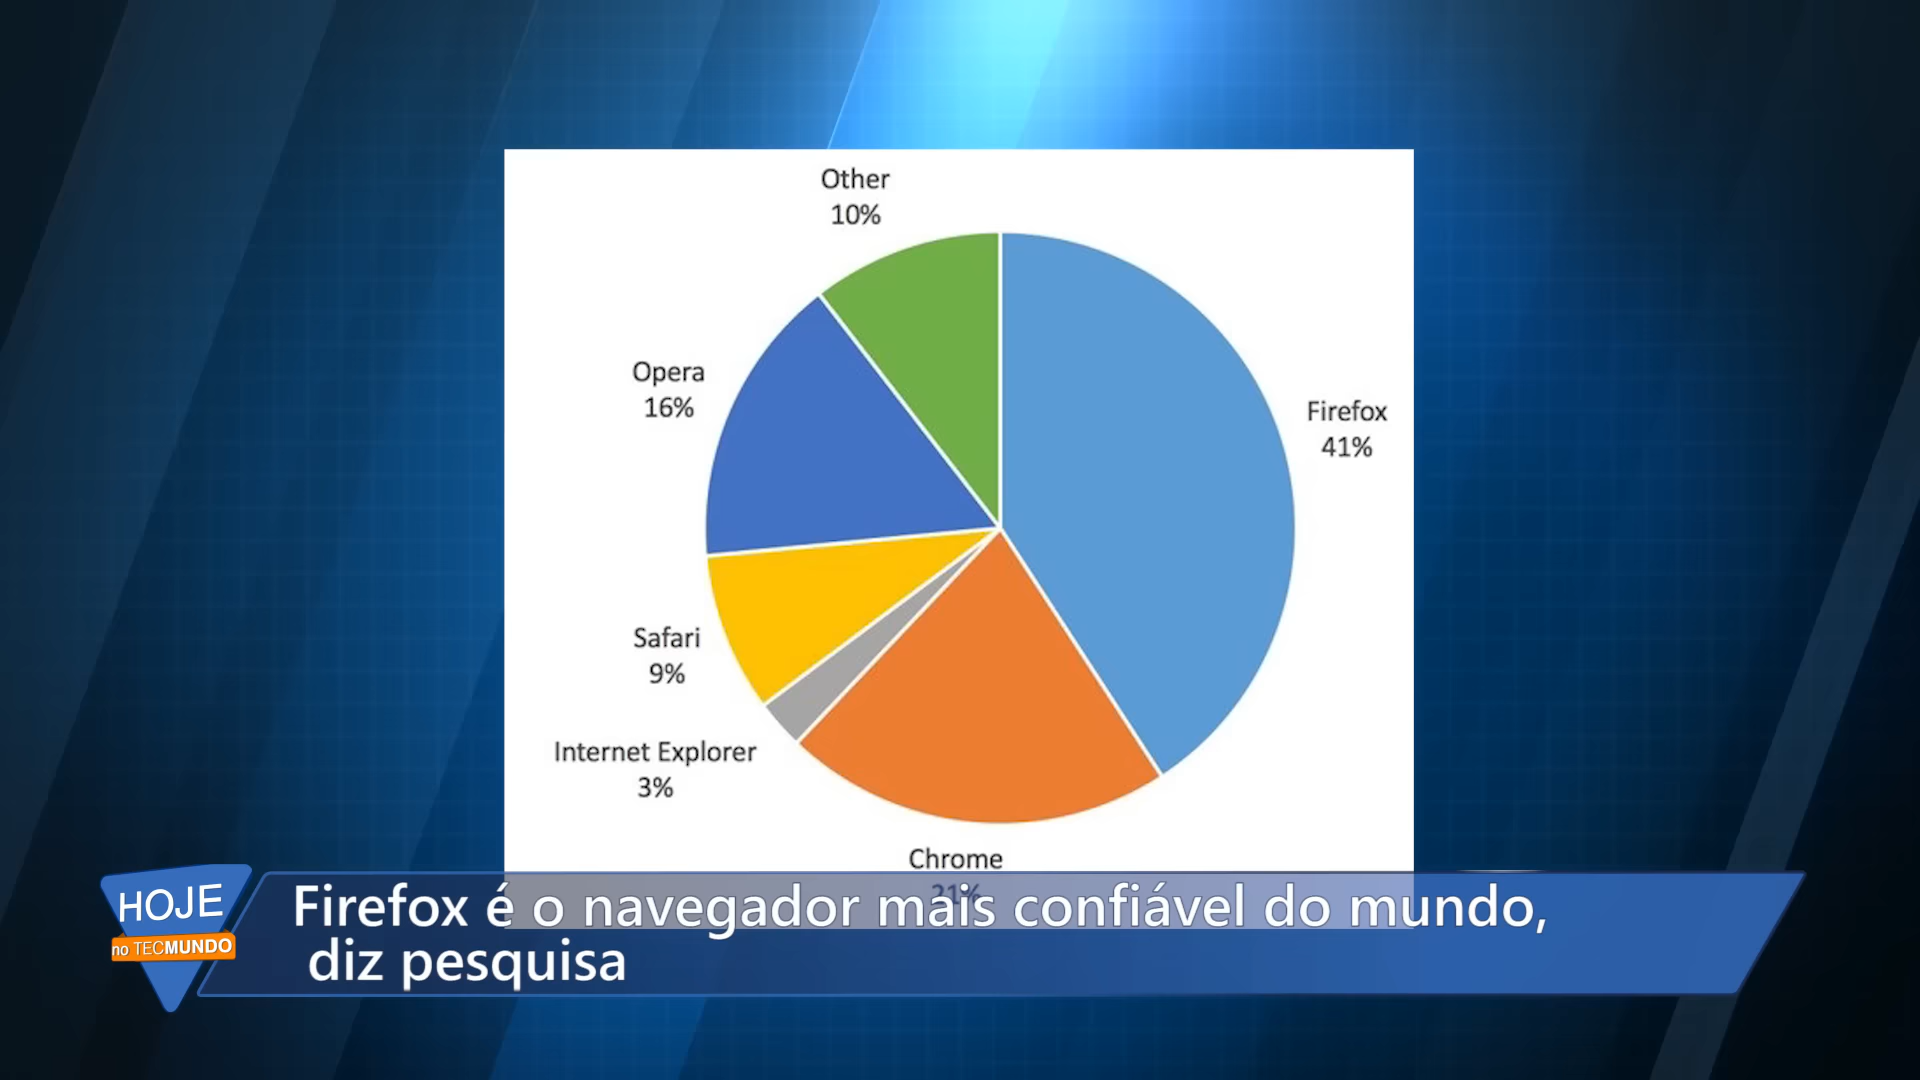 Other
10%
Opera
16%
Firefox
41%
Safari
9%
Internet Explorer
3%
Chrome
21%
HOJE
no TECMUNDO
Firefox é o navegador mais confiável do mundo,
diz pesquisa